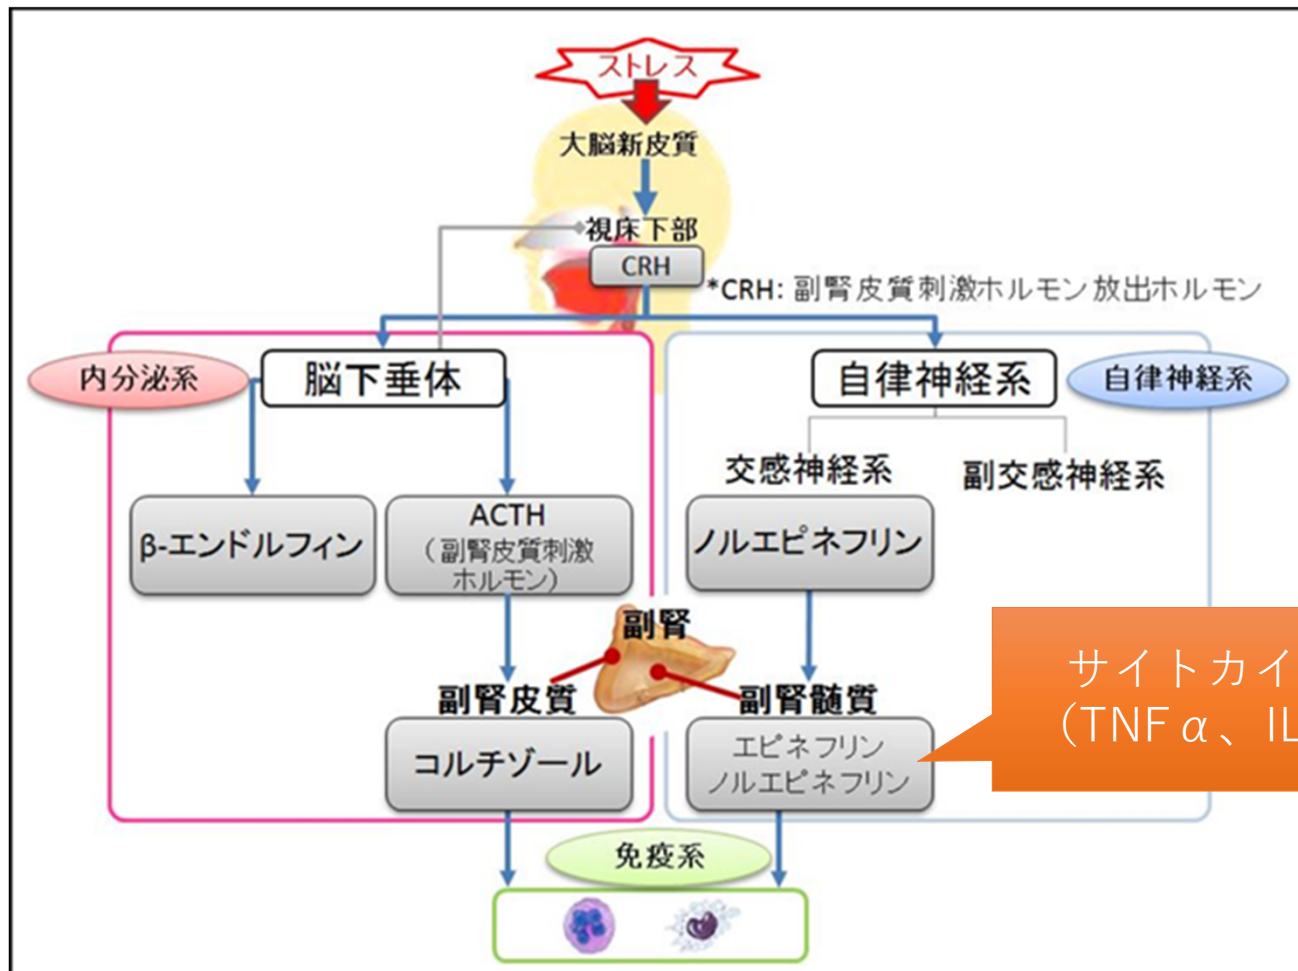 ストレス
大脳新皮質
視床下部
CRH
*CRH: 副腎皮質刺激ホルモン放出ホルモン
内分泌系
脳下垂体
自律神経系
自律神経系
交感神経系
副交感神経系
β-エンドルフィン
ACTH
（副腎皮質刺激
ホルモン）
ノルエピネフリン
副腎
副腎皮質
副腎髄質
コルチゾール
エピネフリン
ノルエピネフリン
サイトカイ
（TNFα、IL
免疫系